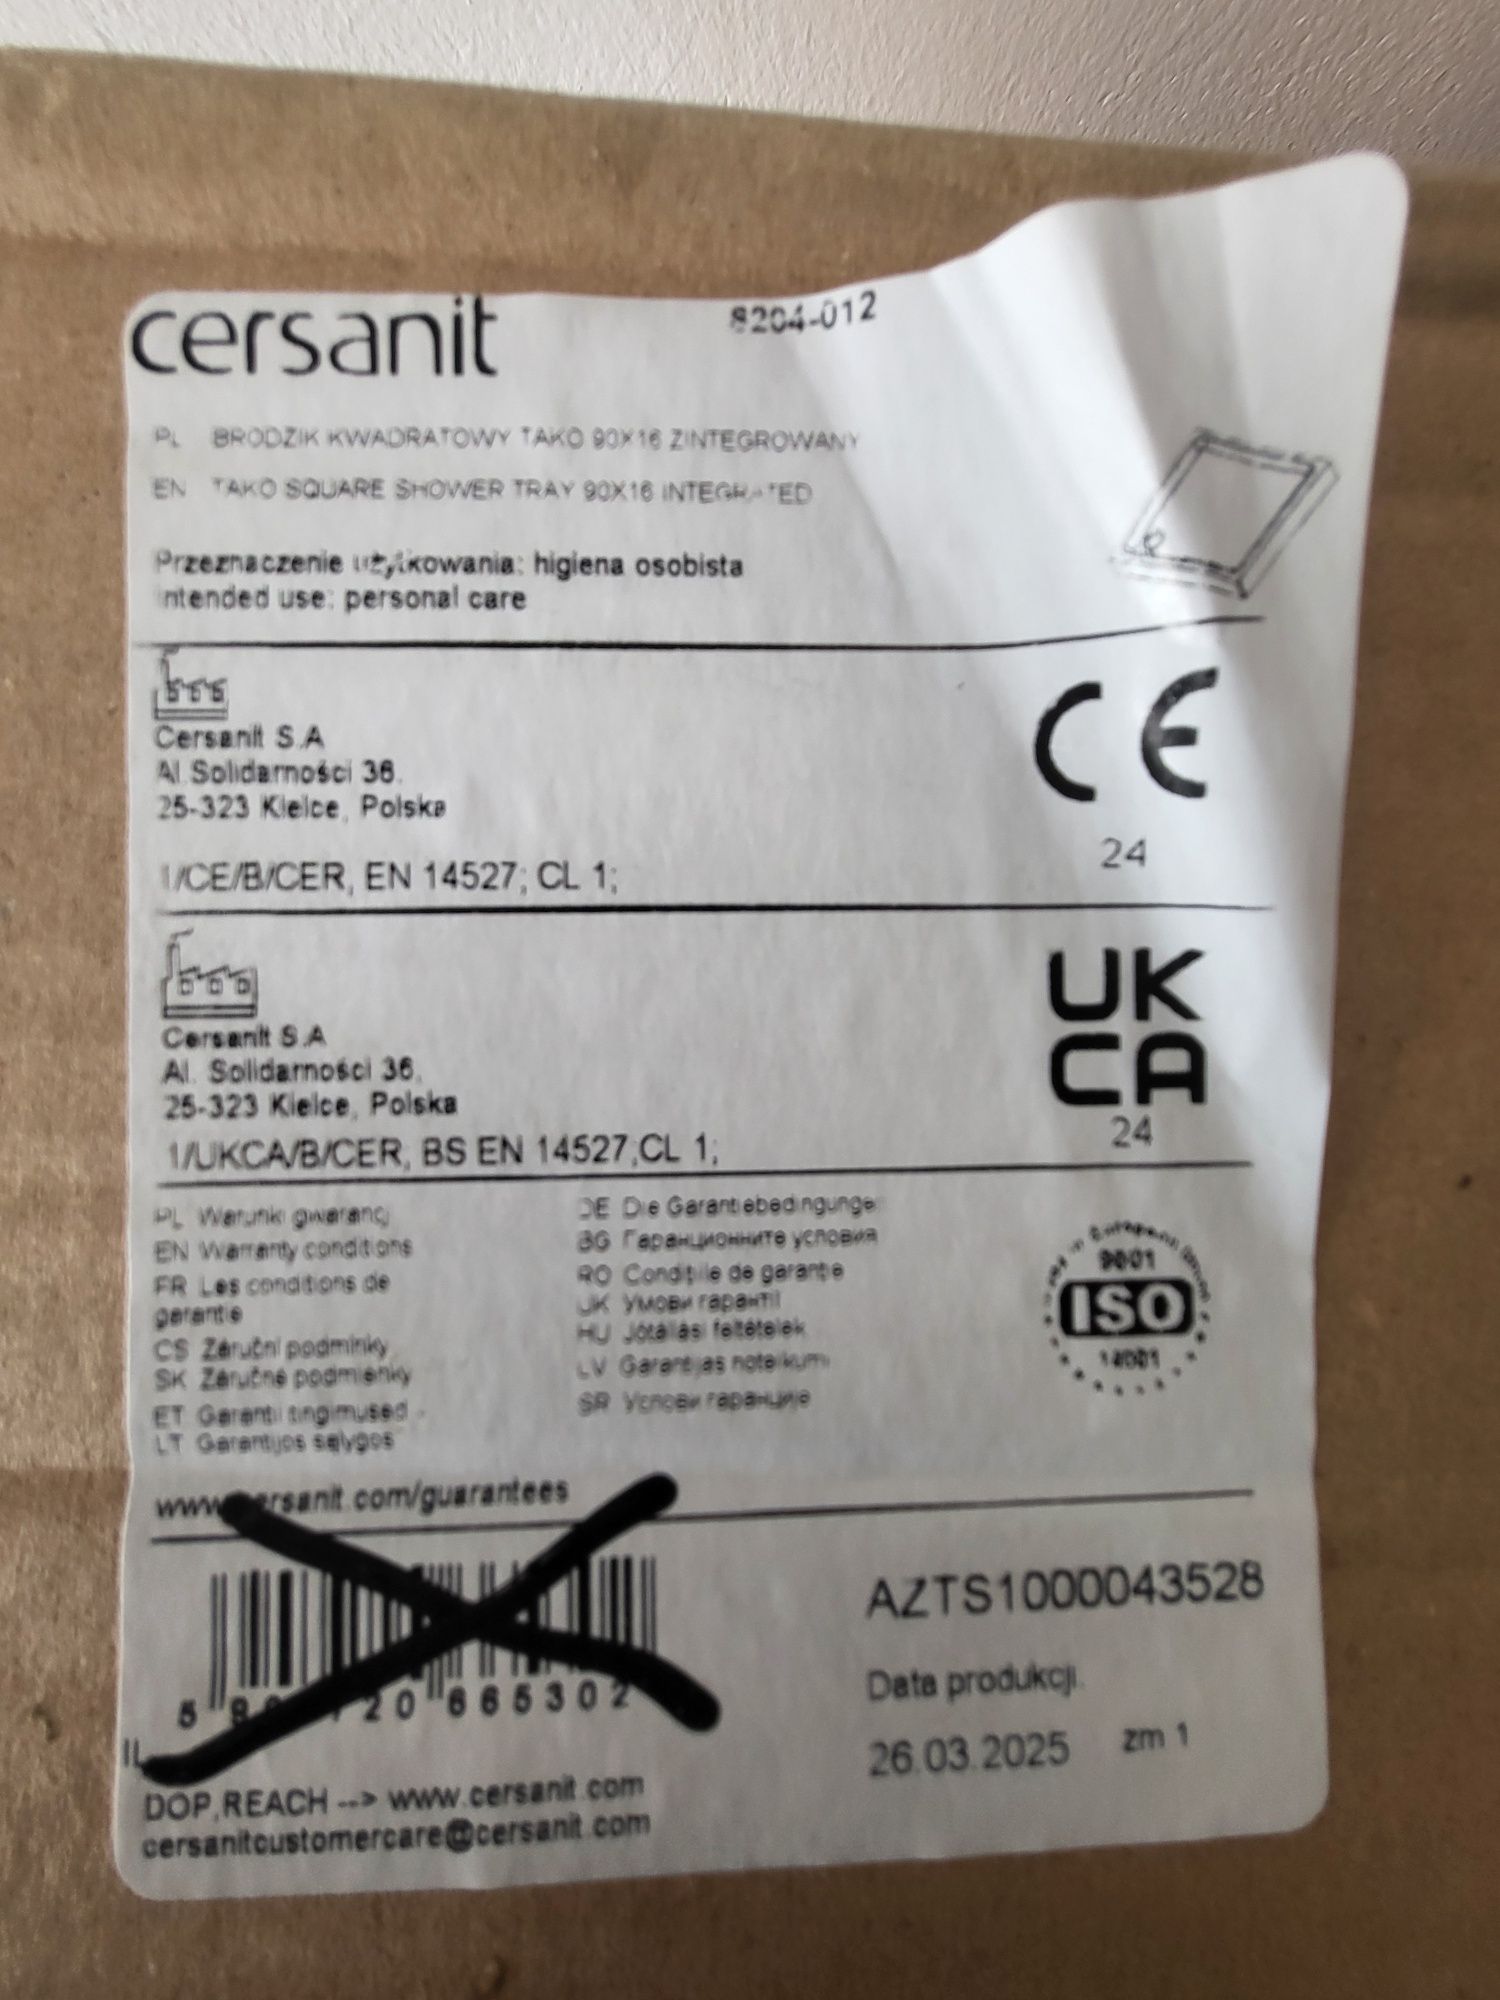 cersanit
8204-012
PL BRODZIK KWADRATOWY TAKO 90X16 ZINTEGROWANY
EN TAKO SQUARE SHOWER TRAY 90X16 INTEGRATED
Przeznaczenie użytkowania: higiena osobista
Intended use: personal care
Cersanit S.A
Al.Solidarności 36.
25-323 Kielce, Polska
CE
24
1/CE/B/CER, EN 14527; CL 1;
Cersanit S.A
Al. Solidarności 36,
25-323 Kielce, Polska
UK
CA
24
1/UKCA/B/CER, BS EN 14527,CL 1;
PL Warunki gwarancj
EN Warranty conditions
FR Les conditions de
garantie
CS Záruční podmínky
SK Záručné podmienky
ET Garantii tingimused
LT Garantijos sąlygos
DE Die Garantiebedingunge
BG Гаранционните условия
RO Condițiile de garanție
UK Умови гарантії
HU Jótállási feltételek
LV Garantijas noteikumi
SR Услови гаранције
9001
ISO
14001
www.cersanit.com/guarantees
5 20 665302
AZTS1000043528
Data produkcji.
26.03.2025 zm 1
DOP,REACH --> www.cersanit.com
cersanitcustomercare@cersanit.com